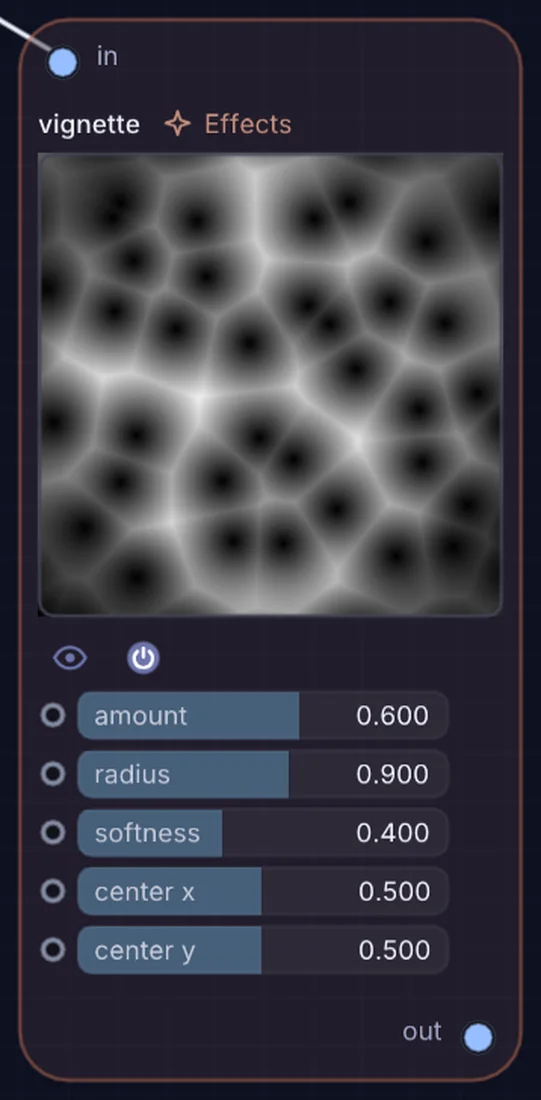 in
vignette Effects
amount 0.600
radius 0.900
softness 0.400
center x 0.500
center y 0.500
out